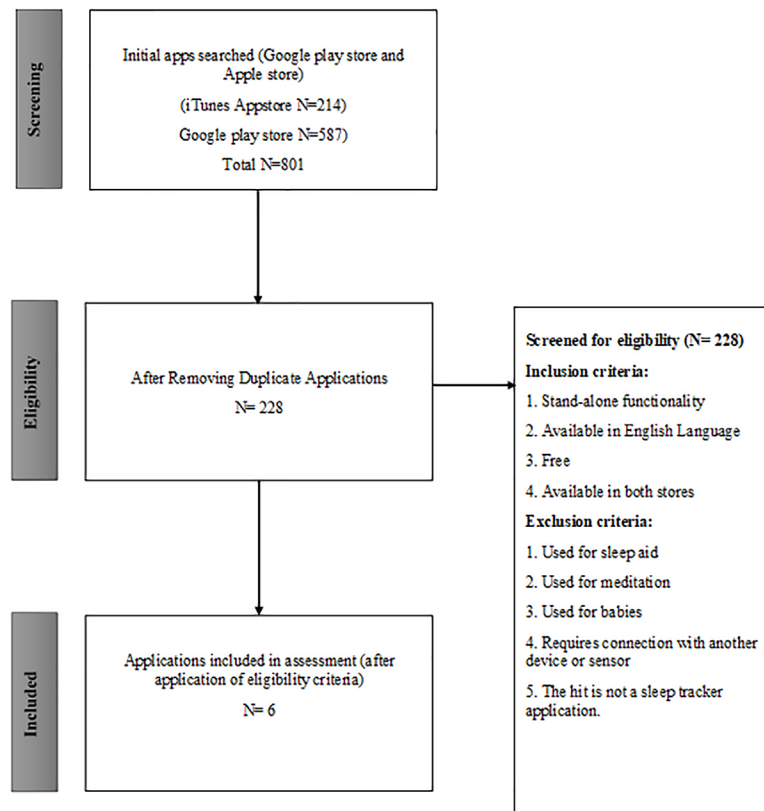 Screening
Initial apps searched (Google play store and
Apple store)
(iTunes Appstore N=214)
Google play store N=587)
Total N=801
Eligibility
After Removing Duplicate Applications
N= 228
Screened for eligibility (N= 228)
Inclusion criteria:
1. Stand-alone functionality
2. Available in English Language
3. Free
4. Available in both stores
Exclusion criteria:
1. Used for sleep aid
2. Used for meditation
3. Used for babies
4. Requires connection with another
device or sensor
5. The hit is not a sleep tracker
application.
Included
Applications included in assessment (after
application of eligibility criteria)
N= 6